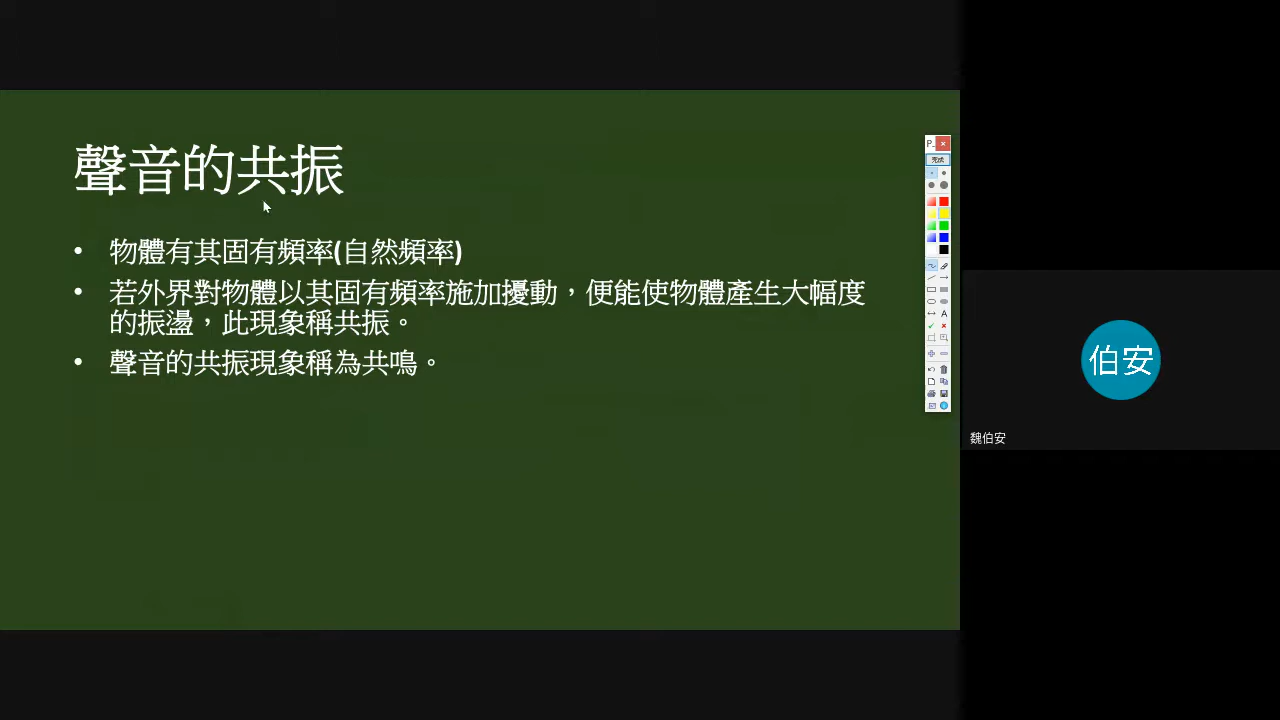 聲音的共振
• 物體有其固有頻率(自然頻率)
• 若外界對物體以其固有頻率施加擾動，便能使物體產生大幅度
的振盪，此現象稱共振。
• 聲音的共振現象稱為共鳴。
P..
完成
A
伯安
魏伯安